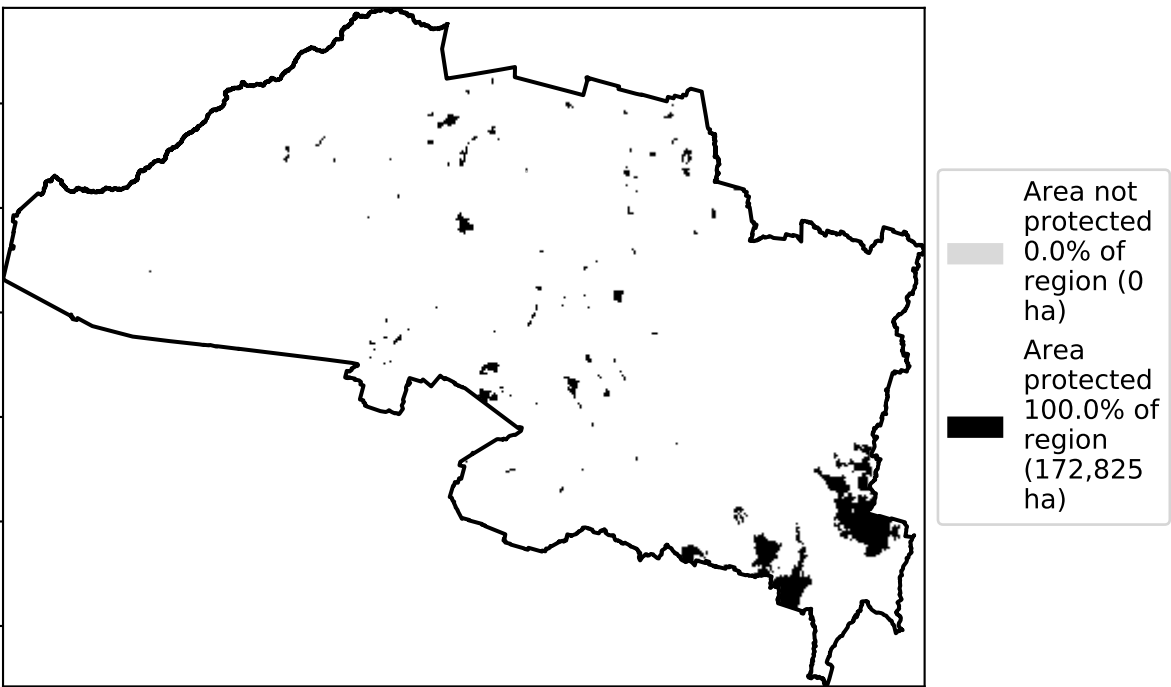 Area not
protected
0.0% of
region (0
ha)
Area
protected
100.0% of
region
(172,825
ha)